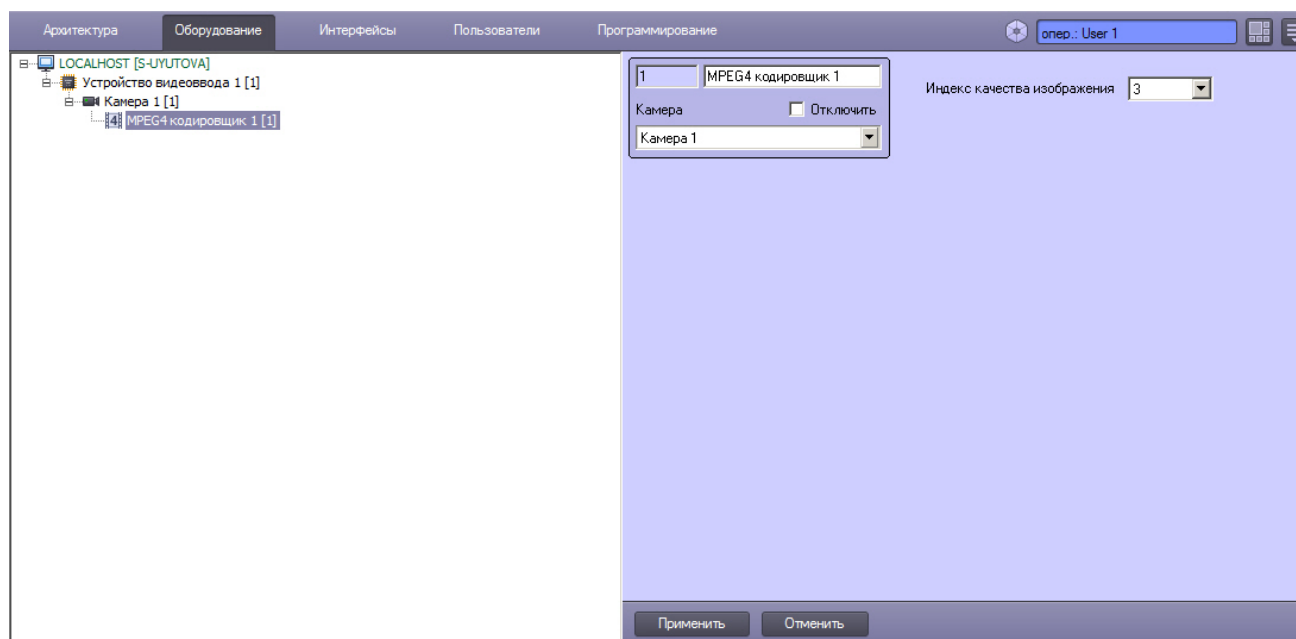 Архитектура Оборудование Интерфейсы Пользователи Программирование опер.: User 1
LOCALHOST [S-UYUTOVA]
Устройство видеоввода 1 [1]
Камера 1 [1]
4 MPEG4 кодировщик 1 [1]
1 MPEG4 кодировщик 1
Камера Отключить
Камера 1
Индекс качества изображения 3
Применить Отменить